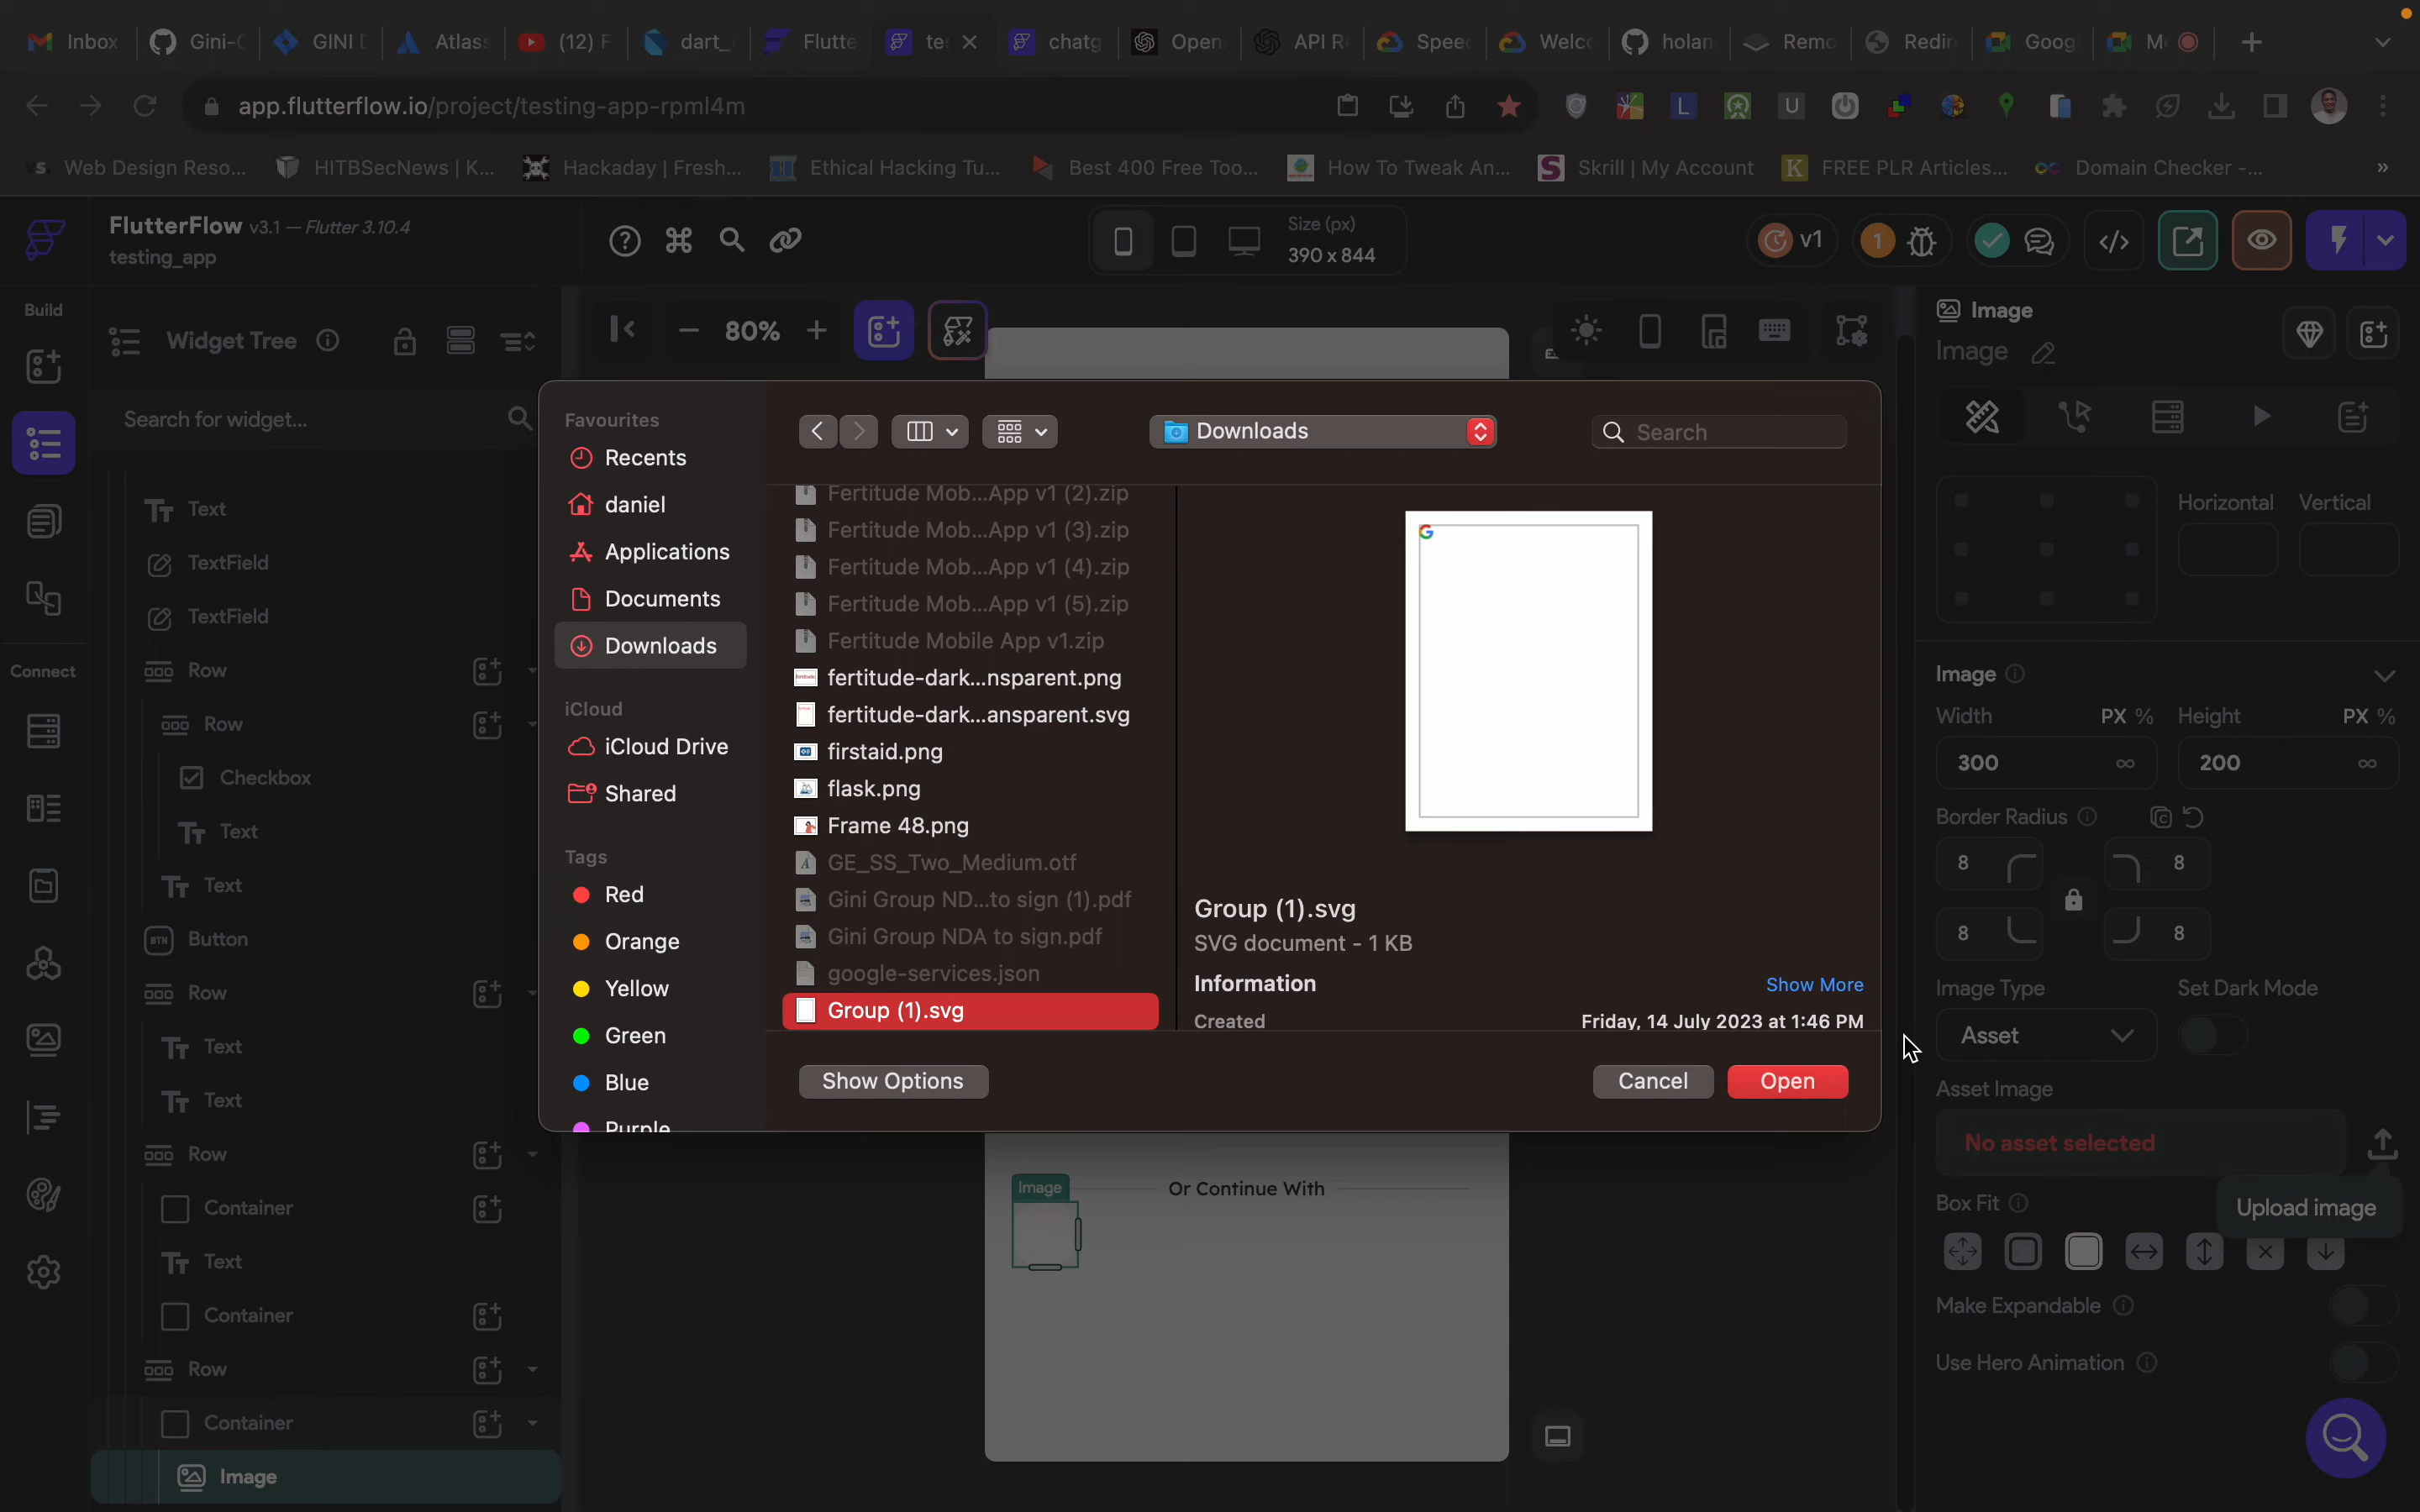 Inbox
Gini-G
GINI D
Atlass
(12) F
dart_
Flutte
tes
chatg
Open
API R
Speec
Welco
holan
Remo
Redir
Goog
M
app.flutterflow.io/project/testing-app-rpml4m
Web Design Reso...
HITBSecNews | K...
Hackaday | Fresh...
Ethical Hacking Tu...
Best 400 Free Too...
How To Tweak An...
Skrill | My Account
FREE PLR Articles...
Domain Checker -...
FlutterFlow v3.1 — Flutter 3.10.4
testing_app
Size (px)
390 x 844
v1
1
Build
Widget Tree
80%
Image
Image
Search for widget...
Text
TextField
TextField
Row
Connect
Row
Checkbox
Text
Text
BTN Button
Row
Text
Text
Row
Container
Text
Container
Row
Container
Image
Favourites
Recents
daniel
Applications
Documents
Downloads
iCloud
iCloud Drive
Shared
Tags
Red
Orange
Yellow
Green
Blue
Purple
Downloads
Search
Fertitude Mob...App v1 (2).zip
Fertitude Mob...App v1 (3).zip
Fertitude Mob...App v1 (4).zip
Fertitude Mob...App v1 (5).zip
Fertitude Mobile App v1.zip
fertitude-dark...nsparent.png
fertitude-dark...ansparent.svg
firstaid.png
flask.png
Frame 48.png
GE_SS_Two_Medium.otf
Gini Group ND...to sign (1).pdf
Gini Group NDA to sign.pdf
google-services.json
Group (1).svg
Group (1).svg
SVG document - 1 KB
Information
Show More
Created
Friday, 14 July 2023 at 1:46 PM
Show Options
Cancel
Open
Image
Or Continue With
Horizontal
Vertical
Image
Width
PX %
Height
PX %
300
200
Border Radius
8
8
8
8
Image Type
Set Dark Mode
Asset
Asset Image
No asset selected
Box Fit
Upload image
Make Expandable
Use Hero Animation